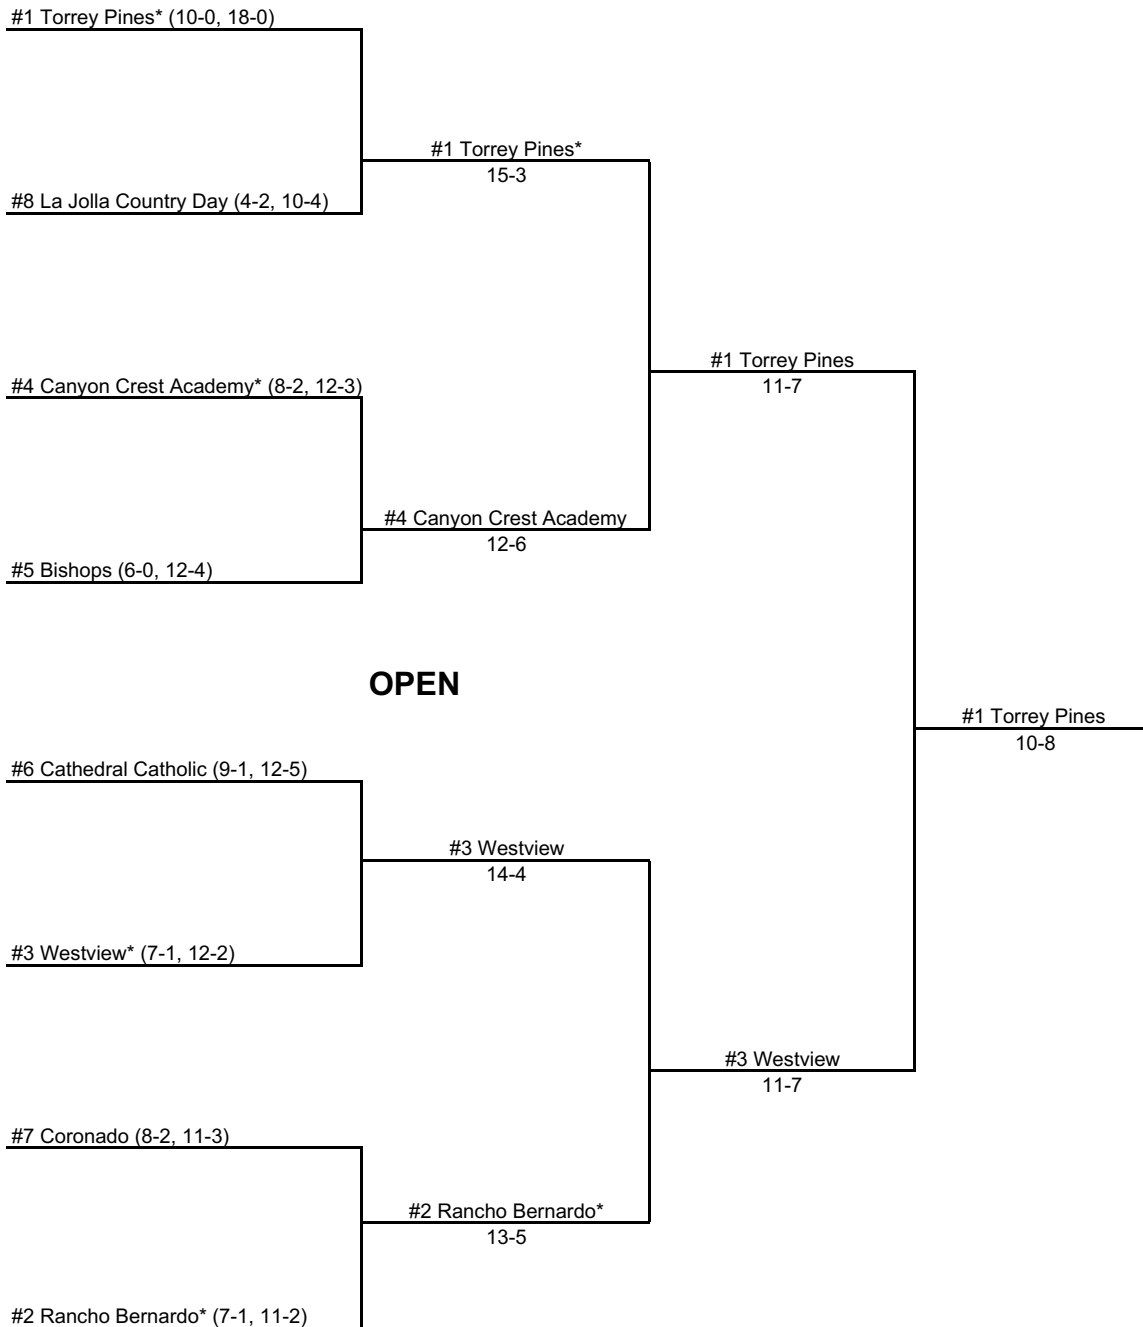 #1 Torrey Pines* (10-0, 18-0)
#1 Torrey Pines*
15-3
#8 La Jolla Country Day (4-2, 10-4)
#1 Torrey Pines
11-7
#4 Canyon Crest Academy* (8-2, 12-3)
#4 Canyon Crest Academy
12-6
#5 Bishops (6-0, 12-4)
OPEN
#1 Torrey Pines
10-8
#6 Cathedral Catholic (9-1, 12-5)
#3 Westview
14-4
#3 Westview* (7-1, 12-2)
#3 Westview
11-7
#7 Coronado (8-2, 11-3)
#2 Rancho Bernardo*
13-5
#2 Rancho Bernardo* (7-1, 11-2)